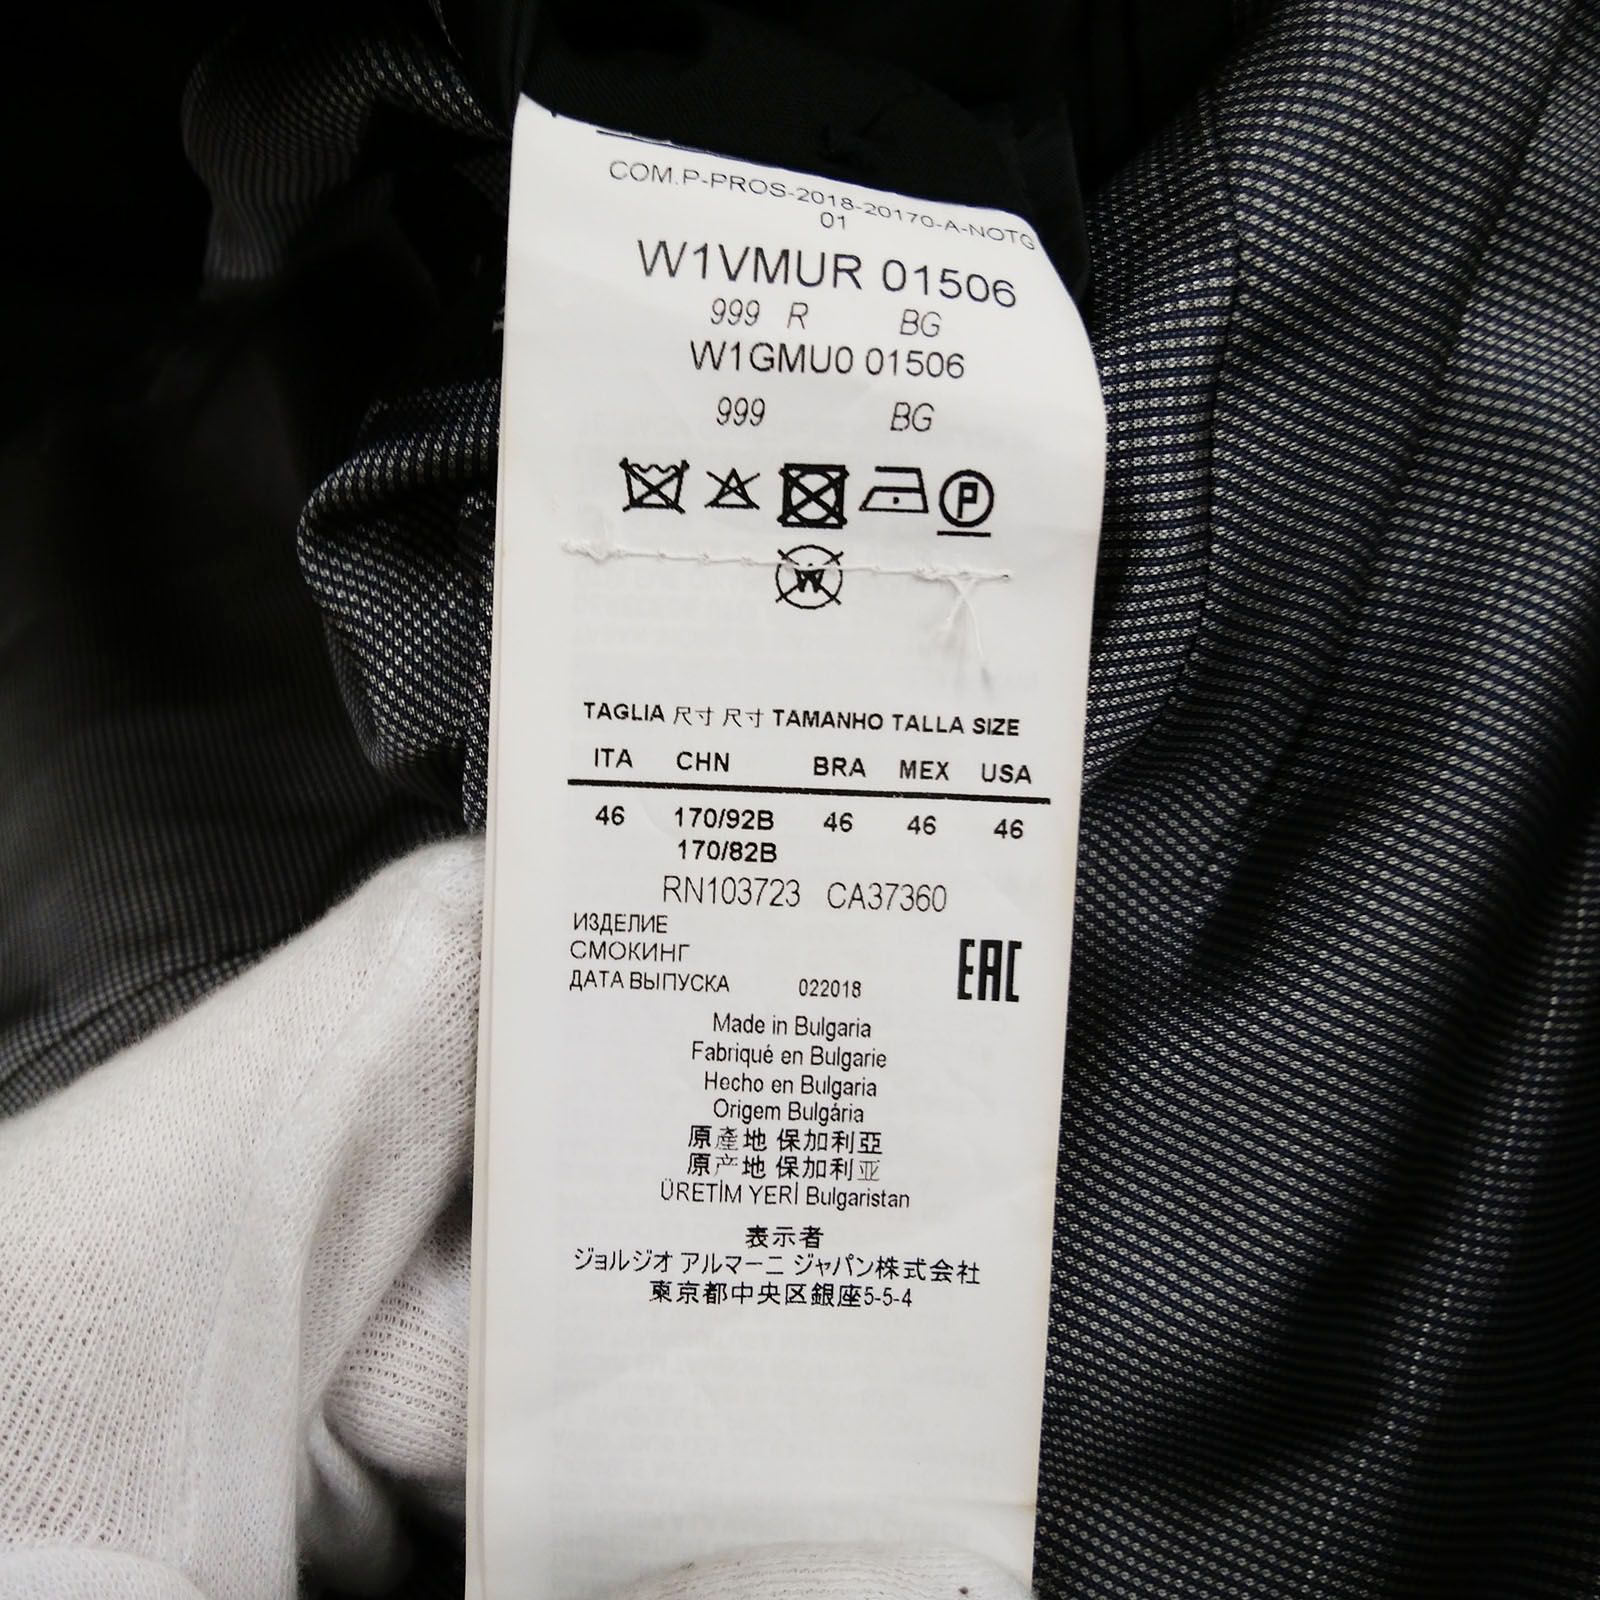 COM.P-PROS-2018-20170-A-NOTG
01
W1VMUR 01506
999 R BG
W1GMU0 01506
999 BG
P
W
TAGLIA 尺寸 尺寸 TAMANHO TALLA SIZE
ITA CHN BRA MEX USA
46 170/92B 46 46 46
170/82B
RN103723 CA37360
ИЗДЕЛИЕ
СМОКИНГ
ДАТА ВЫПУСКА 022018
EAC
Made in Bulgaria
Fabriqué en Bulgarie
Hecho en Bulgaria
Origem Bulgária
原產地 保加利亞
原产地 保加利亚
ÜRETİM YERİ Bulgaristan
表示者
ジョルジオ アルマーニ ジャパン株式会社
東京都中央区銀座5-5-4